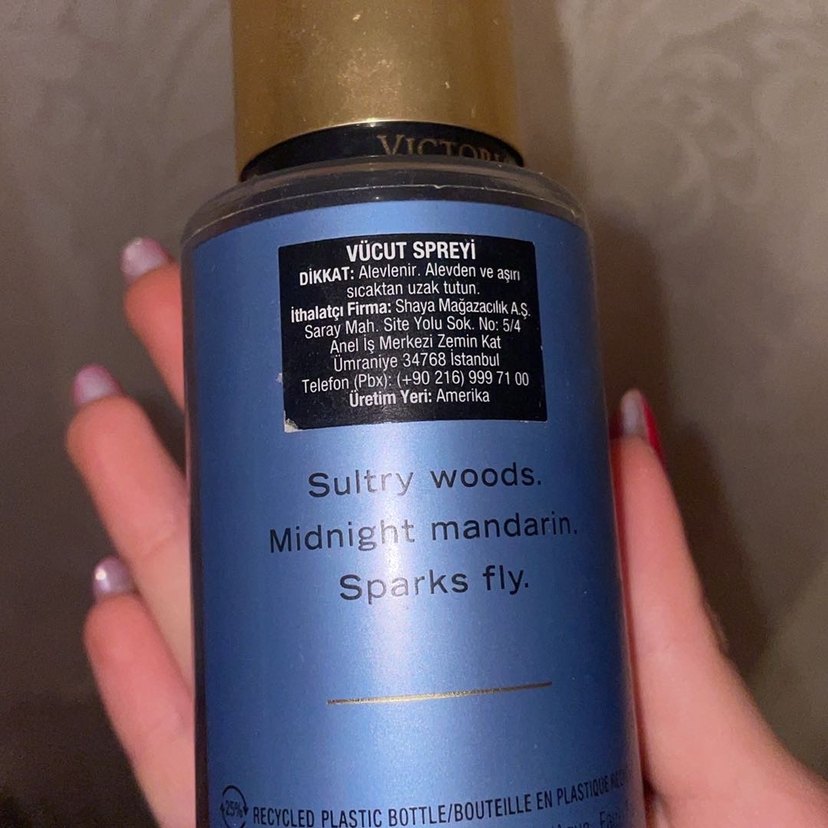 VICTORI
VÜCUT SPREYİ
DİKKAT: Alevlenir. Alevden ve aşırı
sıcaktan uzak tutun.
İthalatçı Firma: Shaya Mağazacılık A.Ş.
Saray Mah. Site Yolu Sok. No: 5/4
Anel İş Merkezi Zemin Kat
Ümraniye 34768 İstanbul
Telefon (Pbx): (+90 216) 999 71 00
Üretim Yeri: Amerika
Sultry woods.
Midnight mandarin.
Sparks fly.
25% RECYCLED PLASTIC BOTTLE/BOUTEILLE EN PLASTIQUE